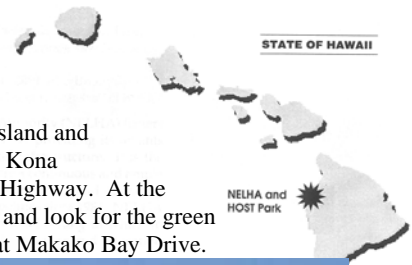 STATE OF HAWAII
sland and
Kona
Highway. At the
NELHA and
HOST Park
and look for the green
at Makako Bay Drive.